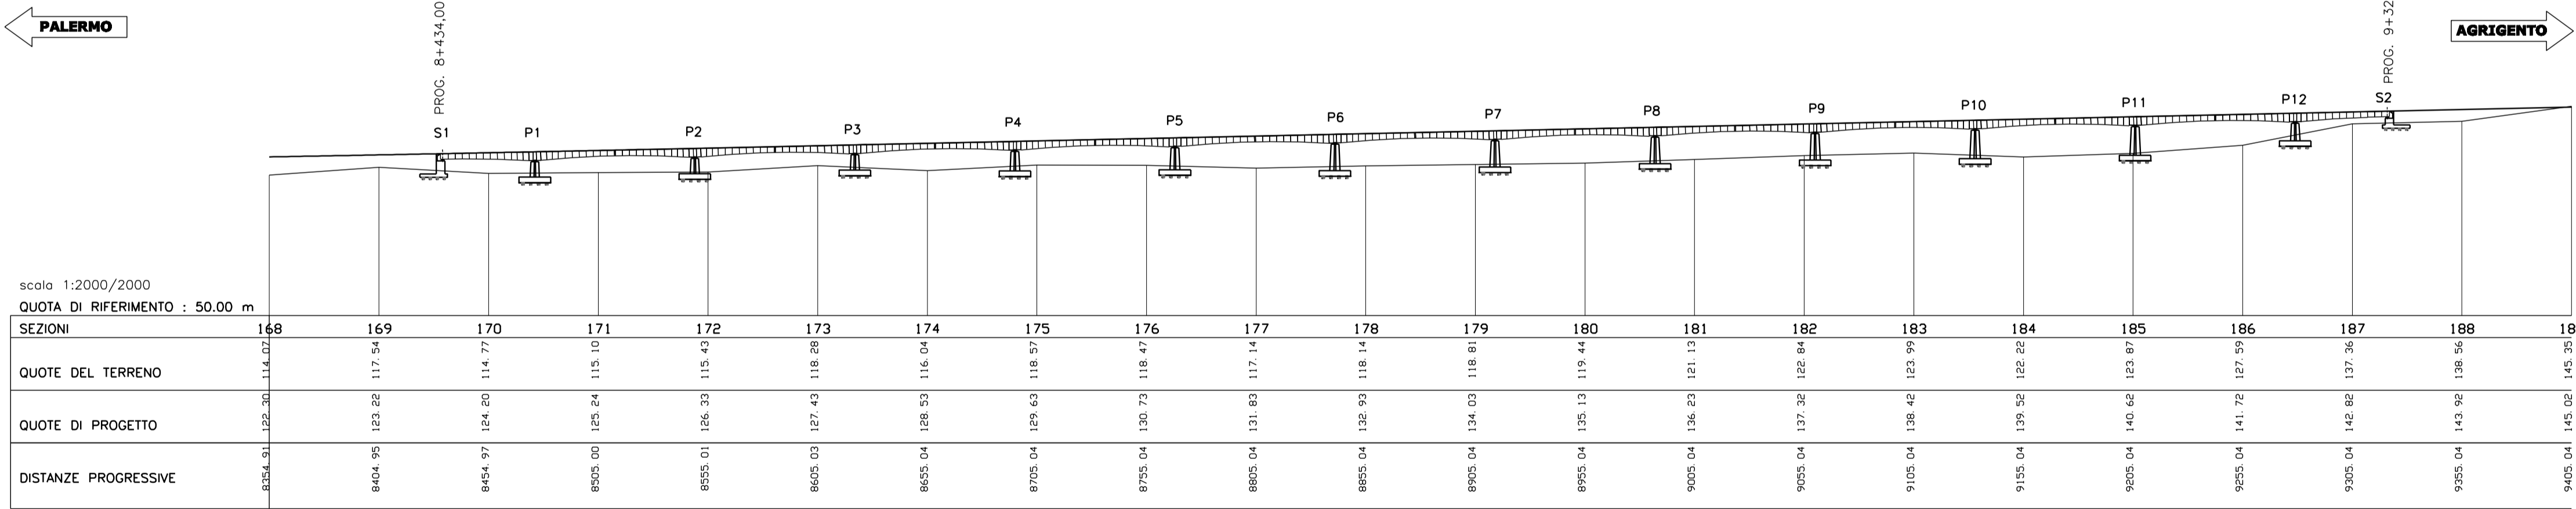 PALERMO
AGRIGENTO
PROG. 8+434,00
PROG. 9+32
S1 P1 P2 P3 P4 P5 P6 P7 P8 P9 P10 P11 P12 S2
scala 1:2000/2000
QUOTA DI RIFERIMENTO : 50.00 m
SEZIONI 168 169 170 171 172 173 174 175 176 177 178 179 180 181 182 183 184 185 186 187 188 18
QUOTE DEL TERRENO 114.07 117.54 114.77 115.10 115.43 118.28 116.04 118.57 118.47 117.14 118.14 118.81 119.44 121.13 122.84 123.99 122.22 123.87 127.59 137.36 138.56 145.35
QUOTE DI PROGETTO 122.30 123.22 124.20 125.24 126.33 127.43 128.53 129.63 130.73 131.83 132.93 134.03 135.13 136.23 137.32 138.42 139.52 140.62 141.72 142.82 143.92 145.02
DISTANZE PROGRESSIVE 8354.91 8404.95 8454.97 8505.00 8555.01 8605.03 8655.04 8705.04 8755.04 8805.04 8855.04 8905.04 8955.04 9005.04 9055.04 9105.04 9155.04 9205.04 9255.04 9305.04 9355.04 9405.04